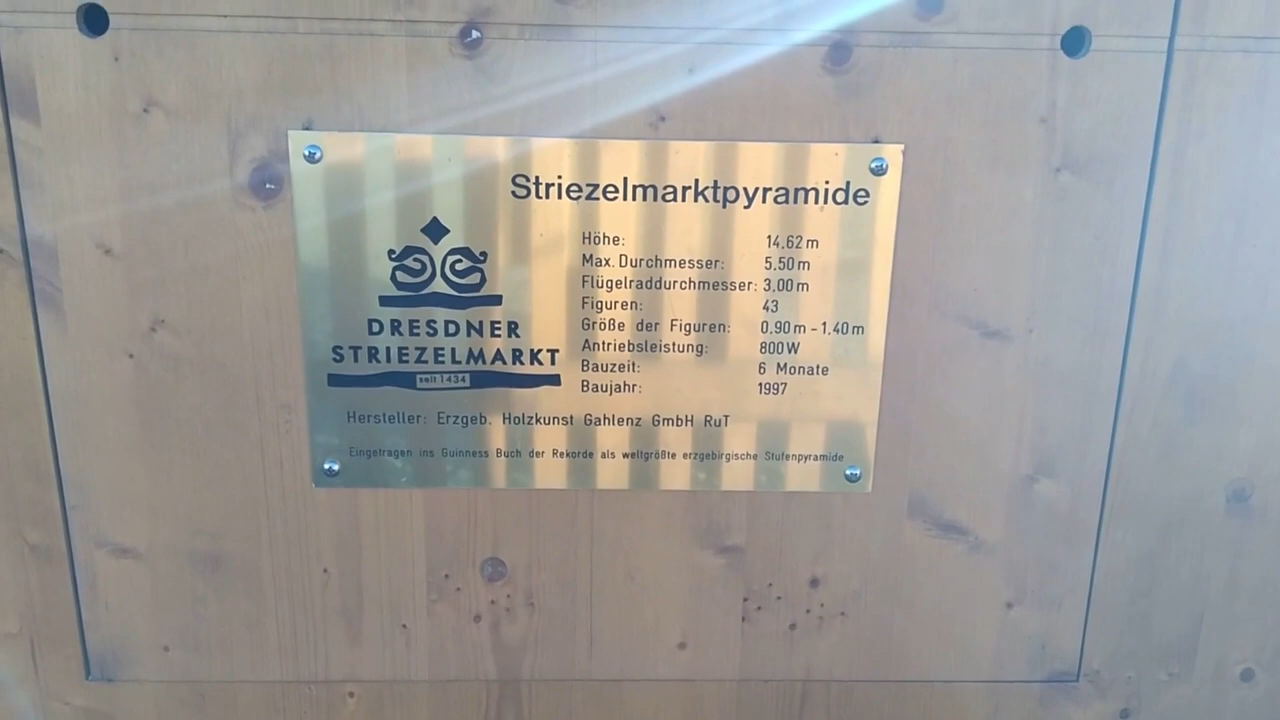 Striezelmarktpyramide
DRESDNER
STRIEZELMARKT
seit 1434
Höhe: 14.62 m
Max. Durchmesser: 5,50 m
Flügelraddurchmesser: 3,00 m
Figuren: 43
Größe der Figuren: 0,90 m - 1,40 m
Antriebsleistung: 800 W
Bauzeit: 6 Monate
Baujahr: 1997
Hersteller: Erzgeb. Holzkunst Gahlenz GmbH RuT
Eingetragen ins Guinness Buch der Rekorde als weltgrößte erzgebirgische Stufenpyramide